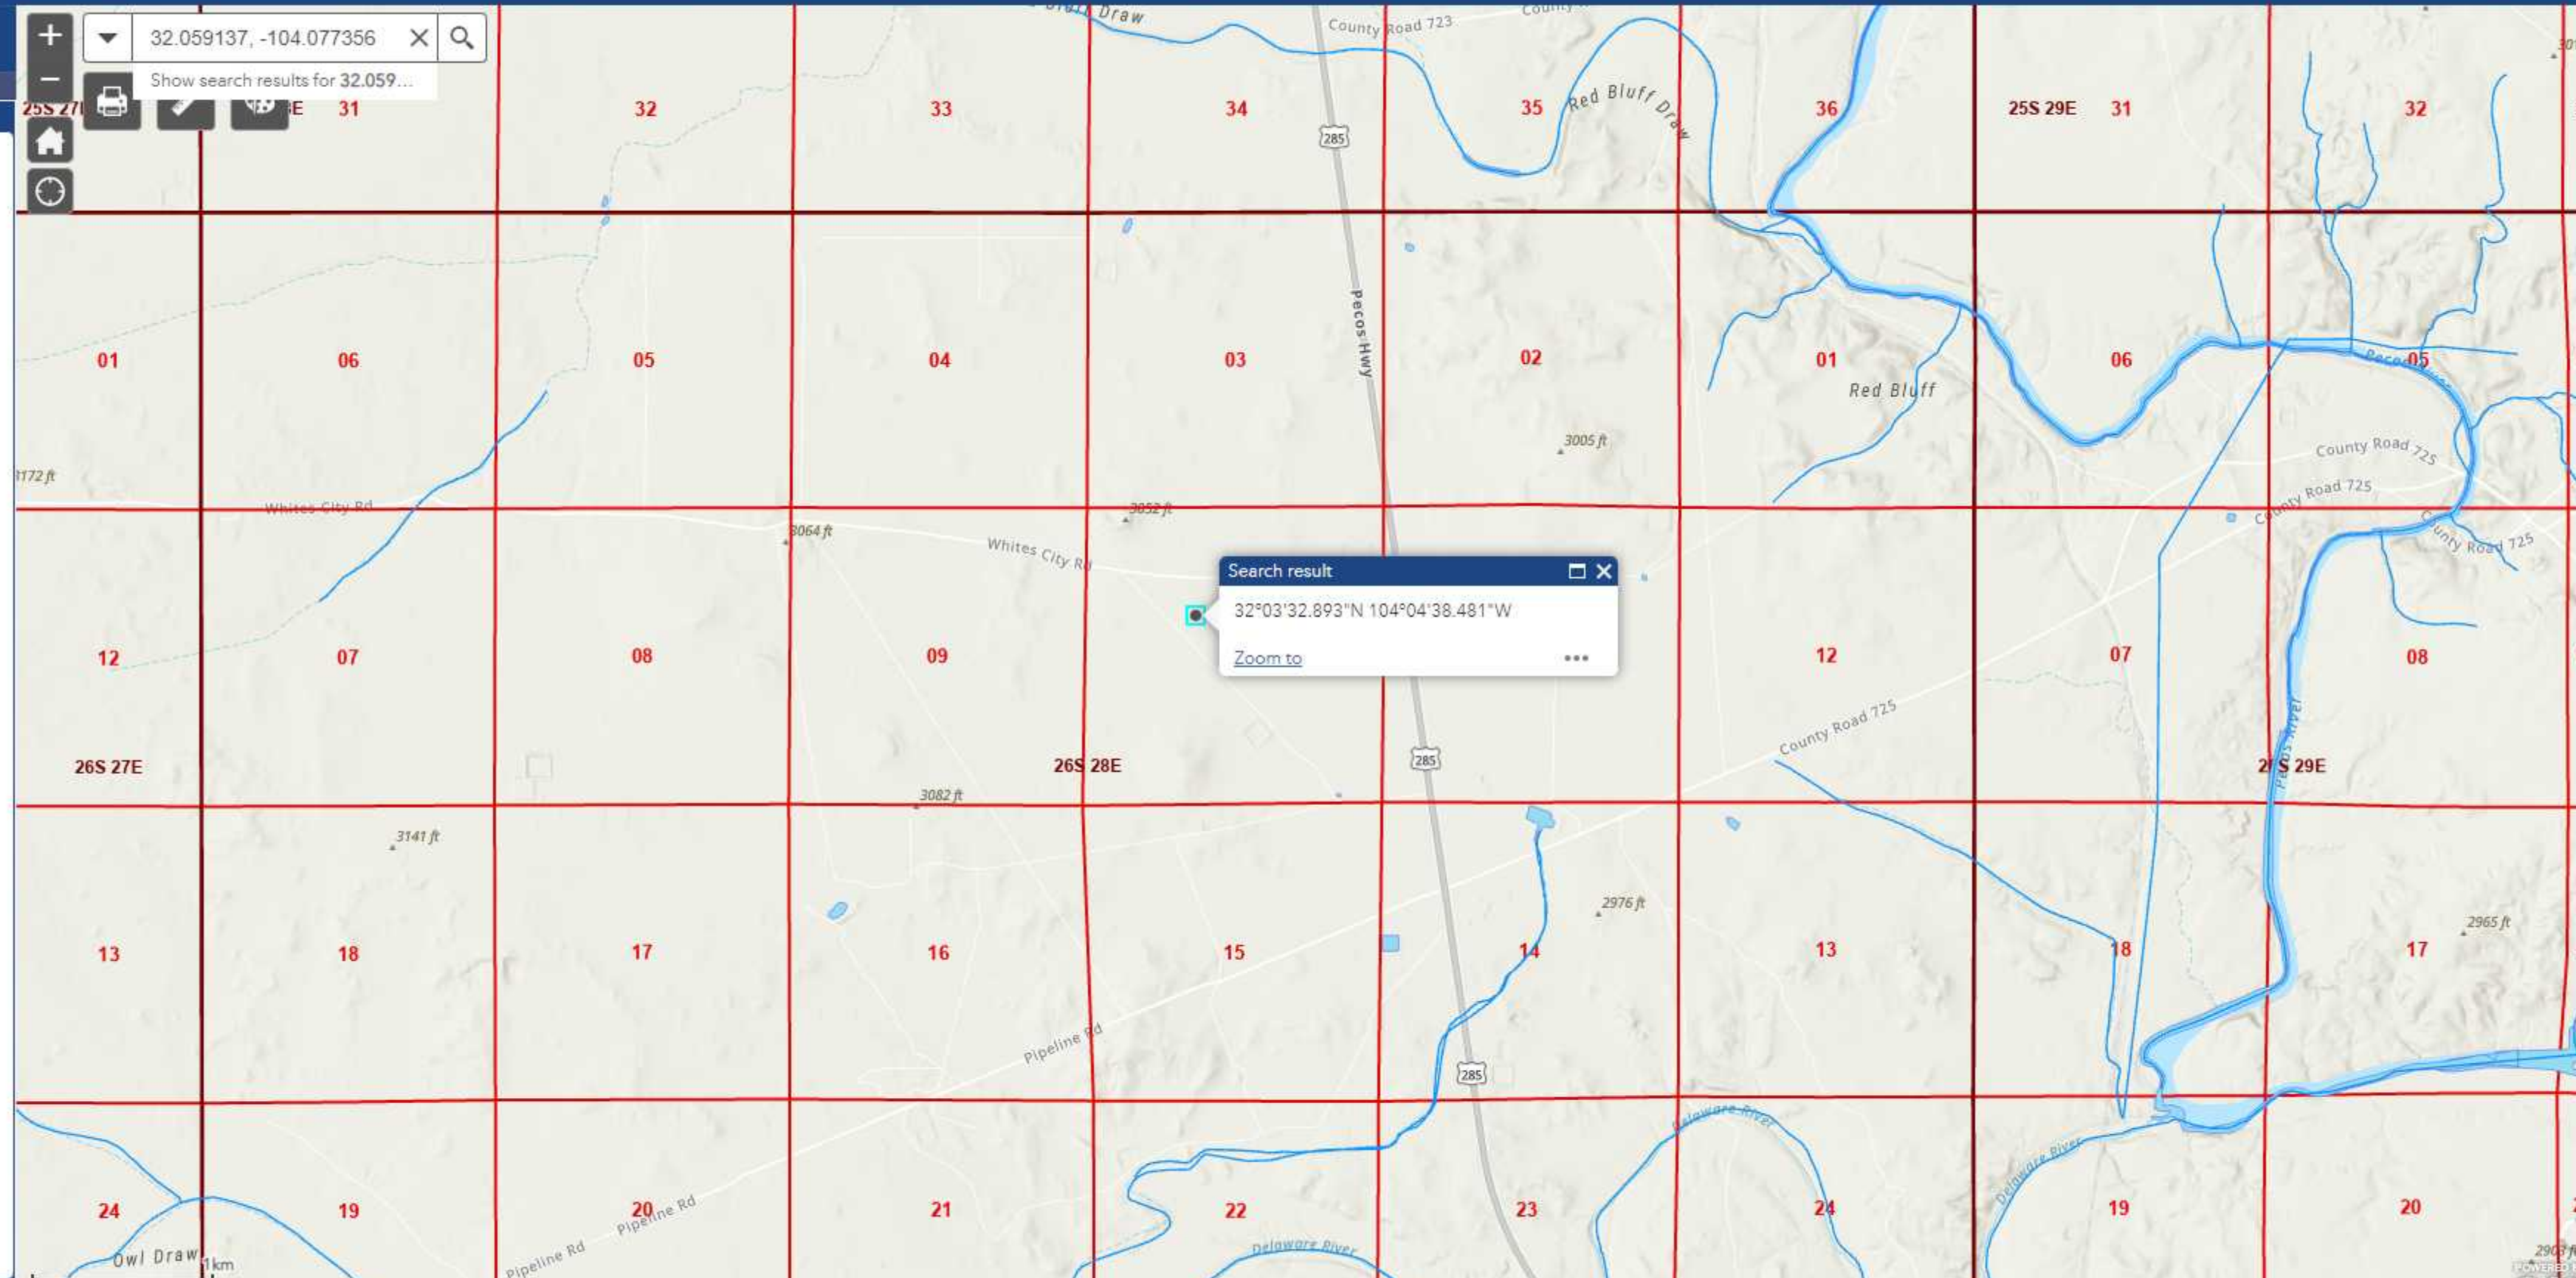 32.059137, -104.077356
Show search results for 32.059...
Draw
County Road 723
31
32
33
34
35
Red Bluff Draw
36
25S 29E
31
32
285
Pecos Hwy
01
06
05
04
03
02
01
06
05
Red Bluff
3005 ft
County Road 725
County Road 725
County Road 725
Whites City Rd
3052 ft
3064 ft
Whites City Rd
Search result
32°03'32.893"N 104°04'38.481"W
Zoom to
12
07
08
09
12
07
08
Pecos River
County Road 725
285
26S 27E
26S 28E
29E
3082 ft
3141 ft
2976 ft
2965 ft
13
18
17
16
15
14
13
18
17
Pipeline Rd
285
Delaware River
Delaware River
24
19
20
21
22
23
24
19
20
Pipeline Rd
Pipeline Rd
Delaware River
Owl Draw
1km